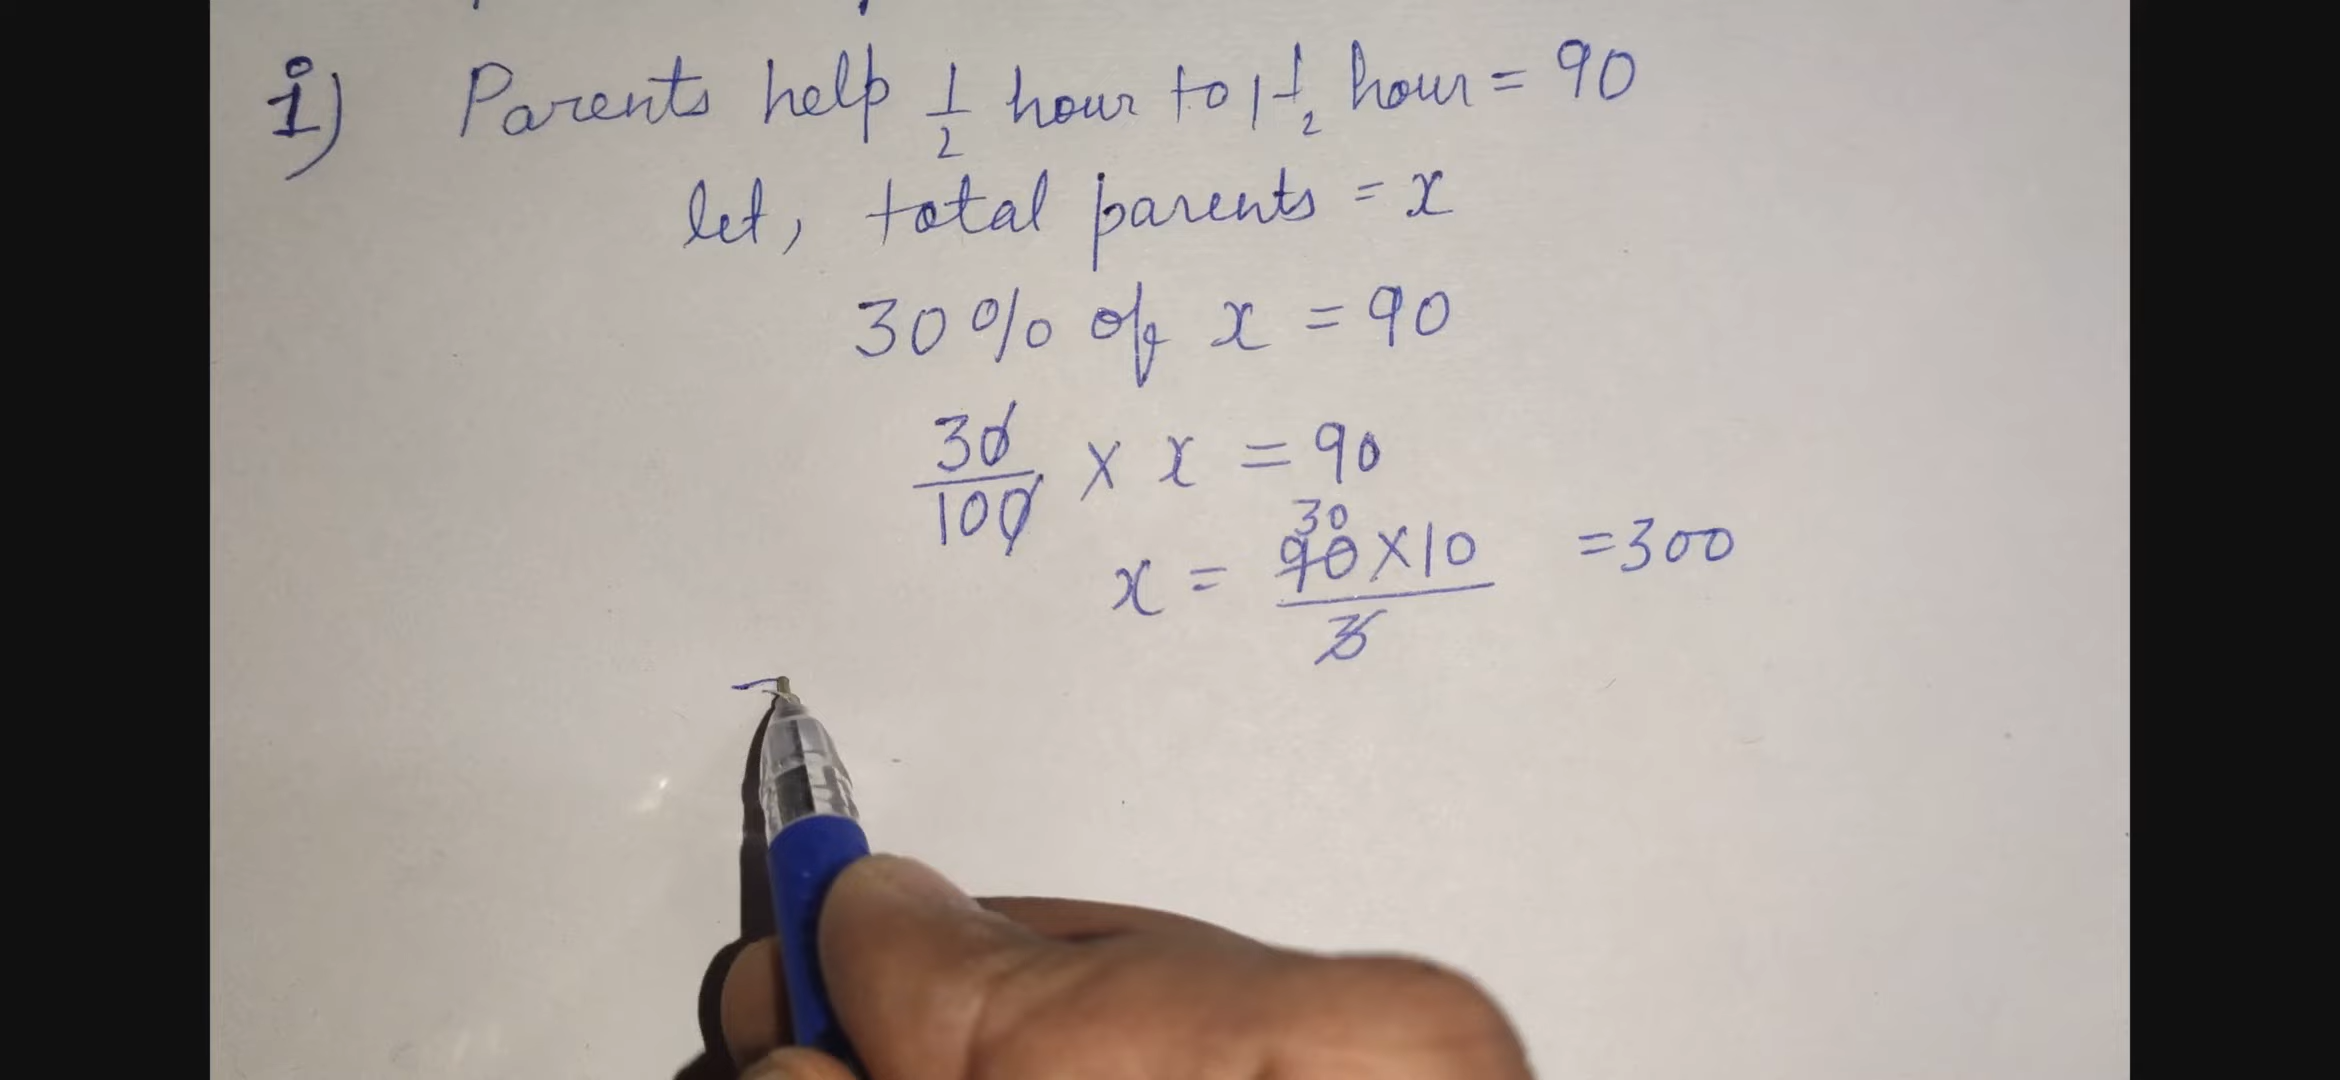 i) Parents help 1/2 hour to 1 1/2 hour = 90
let, total parents = x
30% of x = 90
30/100 × x = 90
x = 90 × 10 / 3 = 300
30